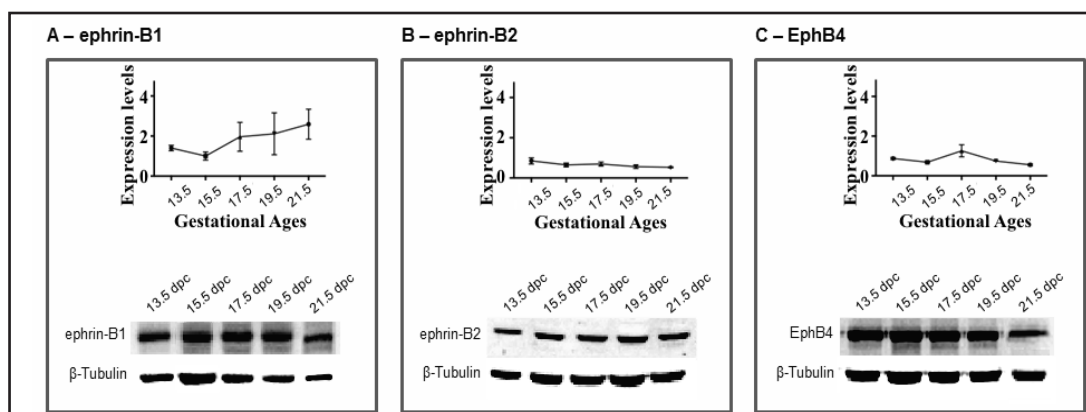 A – ephrin-B1
Expression levels
4
2
0
13.5
15.5
17.5
19.5
21.5
Gestational Ages
13.5 dpc
15.5 dpc
17.5 dpc
19.5 dpc
21.5 dpc
ephrin-B1
β-Tubulin
B – ephrin-B2
Expression levels
4
2
0
13.5
15.5
17.5
19.5
21.5
Gestational Ages
13.5 dpc
15.5 dpc
17.5 dpc
19.5 dpc
21.5 dpc
ephrin-B2
β-Tubulin
C – EphB4
Expression levels
4
2
0
13.5
15.5
17.5
19.5
21.5
Gestational Ages
13.5 dpc
15.5 dpc
17.5 dpc
19.5 dpc
21.5 dpc
EphB4
β-Tubulin